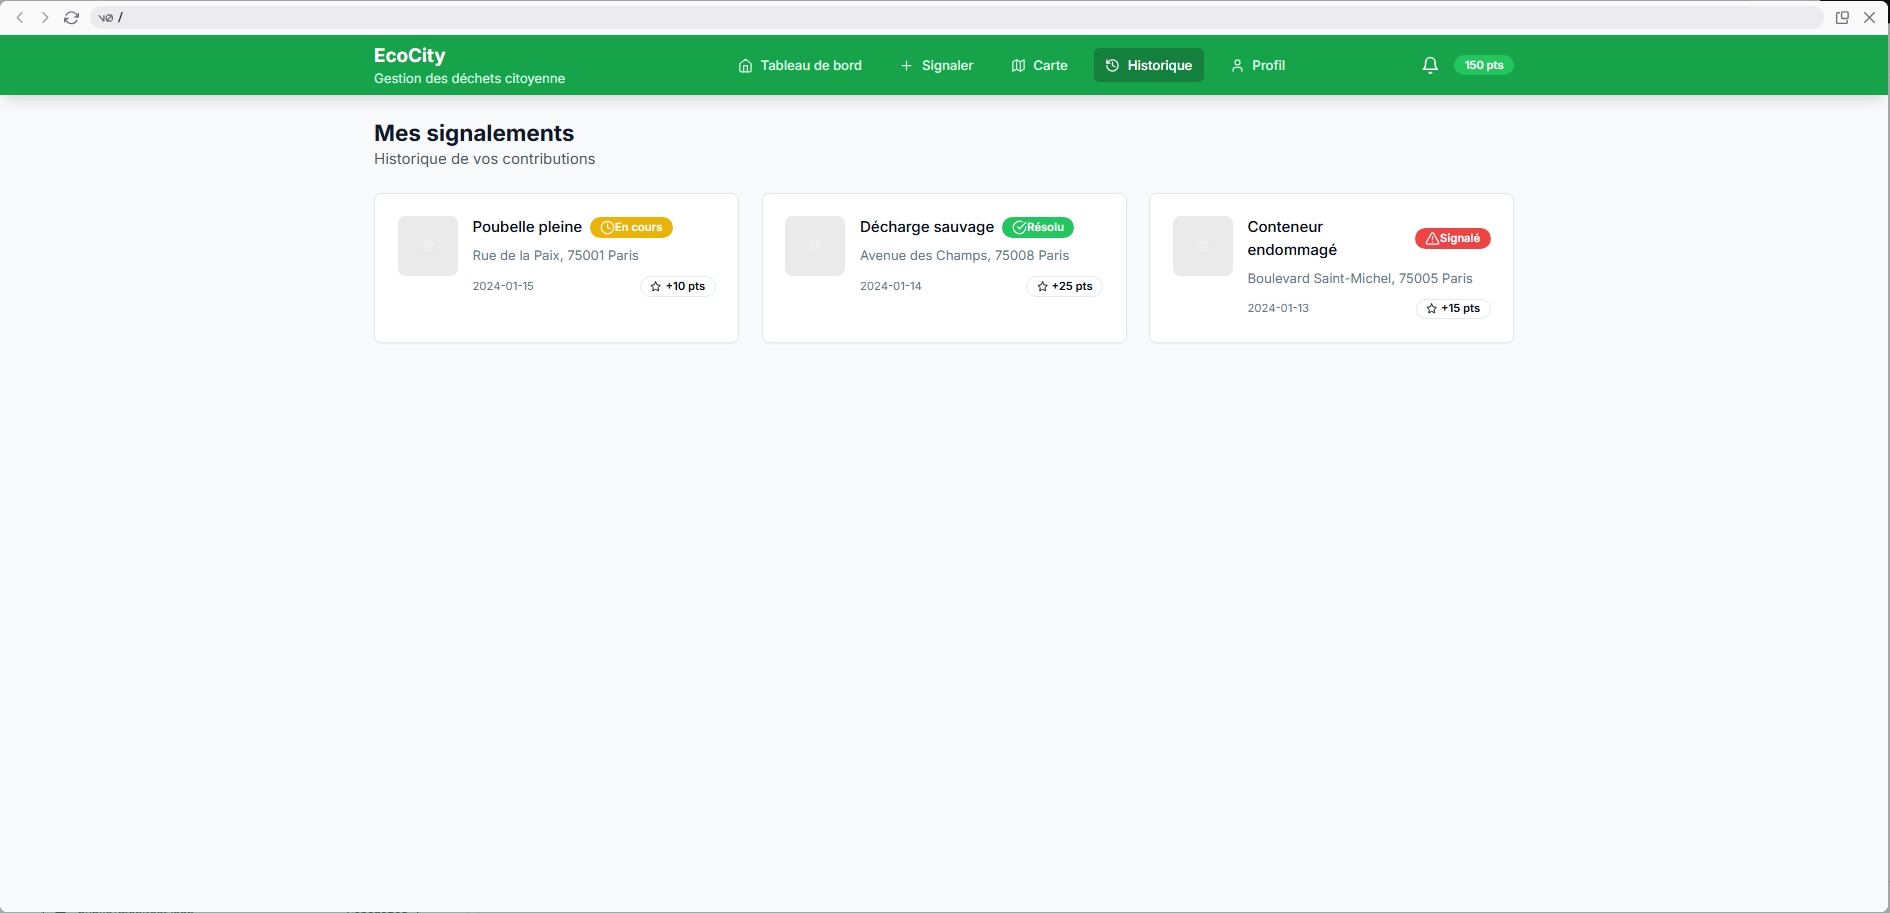 v0 /
EcoCity
Gestion des déchets citoyenne
Tableau de bord
Signaler
Carte
Historique
Profil
150 pts
Mes signalements
Historique de vos contributions
Poubelle pleine
En cours
Rue de la Paix, 75001 Paris
2024-01-15
+10 pts
Décharge sauvage
Résolu
Avenue des Champs, 75008 Paris
2024-01-14
+25 pts
Conteneur
endommagé
Signalé
Boulevard Saint-Michel, 75005 Paris
2024-01-13
+15 pts